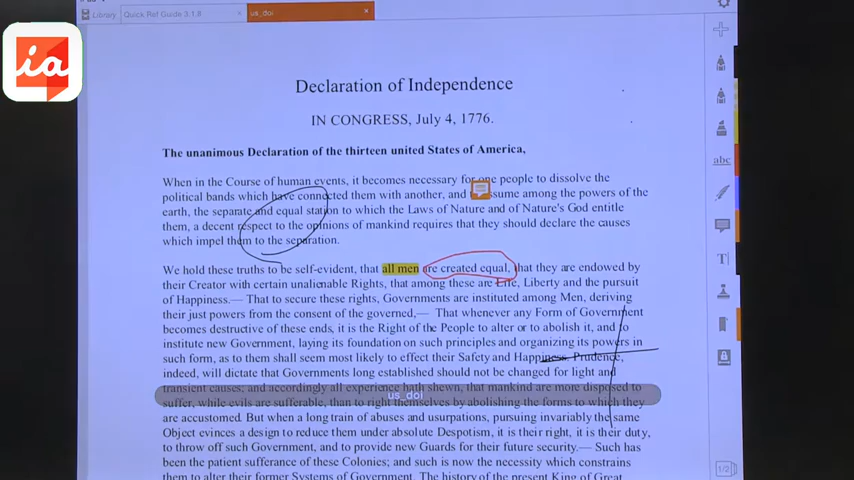 Library
Quick Ref Guide 3.1.8
us_doi
ia
Declaration of Independence
IN CONGRESS, July 4, 1776.
The unanimous Declaration of the thirteen united States of America,
When in the Course of human events, it becomes necessary for one people to dissolve the
political bands which have connected them with another, and to assume among the powers of the
earth, the separate and equal station to which the Laws of Nature and of Nature's God entitle
them, a decent respect to the opinions of mankind requires that they should declare the causes
which impel them to the separation.
We hold these truths to be self-evident, that all men are created equal, that they are endowed by
their Creator with certain unalienable Rights, that among these are Life, Liberty and the pursuit
of Happiness.— That to secure these rights, Governments are instituted among Men, deriving
their just powers from the consent of the governed,— That whenever any Form of Government
becomes destructive of these ends, it is the Right of the People to alter or to abolish it, and to
institute new Government, laying its foundation on such principles and organizing its powers in
such form, as to them shall seem most likely to effect their Safety and Happiness. Prudence,
indeed, will dictate that Governments long established should not be changed for light and
transient causes; and accordingly all experience hath shewn, that mankind are more disposed to
us_doi
suffer, while evils are sufferable, than to right themselves by abolishing the forms to which they
are accustomed. But when a long train of abuses and usurpations, pursuing invariably the same
Object evinces a design to reduce them under absolute Despotism, it is their right, it is their duty,
to throw off such Government, and to provide new Guards for their future security.— Such has
been the patient sufferance of these Colonies; and such is now the necessity which constrains
them to alter their former Systems of Government. The history of the present King of Great
abc
T
1/2